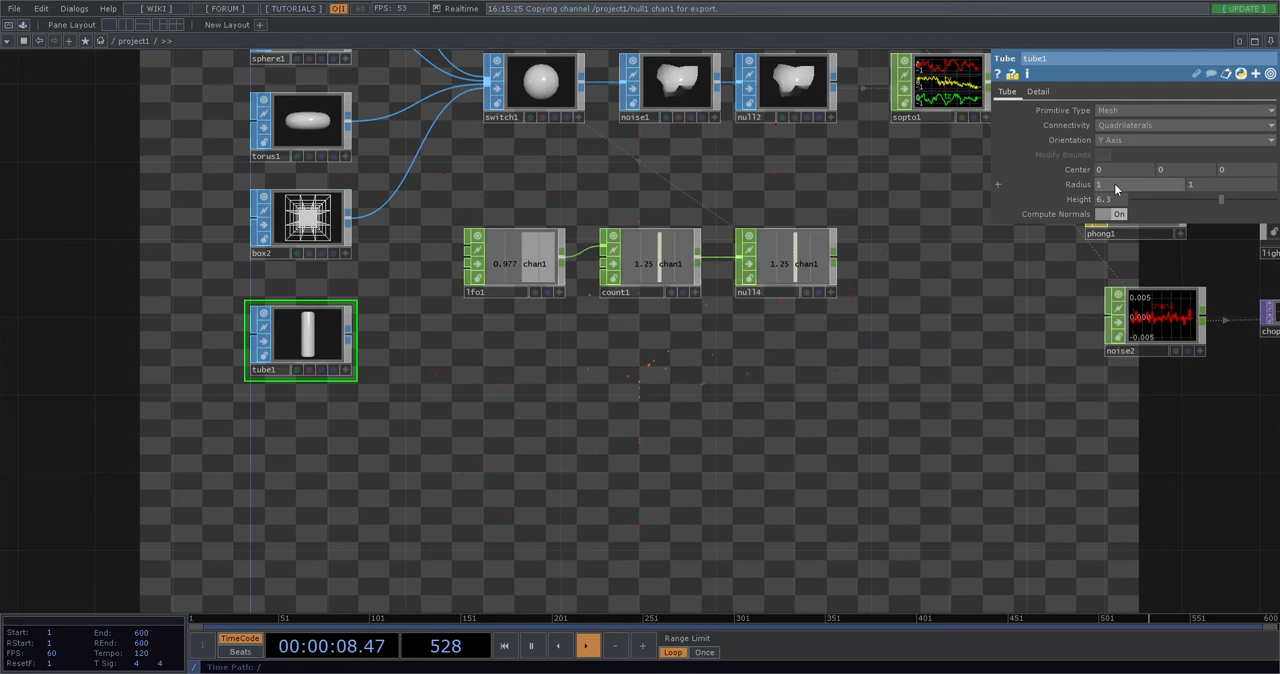 File Edit Dialogs Help [ WIKI ] [ FORUM ] [ TUTORIALS ] O|I 60 FPS: 53 Realtime 16:15:25 Copying channel /project1/null1 chan1 for export. [ UPDATE ]
Pane Layout New Layout +
/ project1 / >>
sphere1
switch1
noise1
null2
sopto1
torus1
box2
tube1
0.977 chan1
lfo1
1.25 chan1
count1
1.25 chan1
null4
Tube tube1
Tube Detail
Primitive Type Mesh
Connectivity Quadrilaterals
Orientation Y Axis
Modify Bounds
Center 0 0 0
Radius 1 1
Height 6.3
Compute Normals On
phong1
ligh
0.005
0.000
-0.005
noise2
chop
1 51 101 151 201 251 301 351 416 451 501 551 600
Start: 1 End: 600
RStart: 1 REnd: 600
FPS: 60 Tempo: 120
ResetF: 1 T Sig: 4 4
TimeCode
Beats
00:00:08.47
528
Range Limit
Loop Once
/ Time Path: /